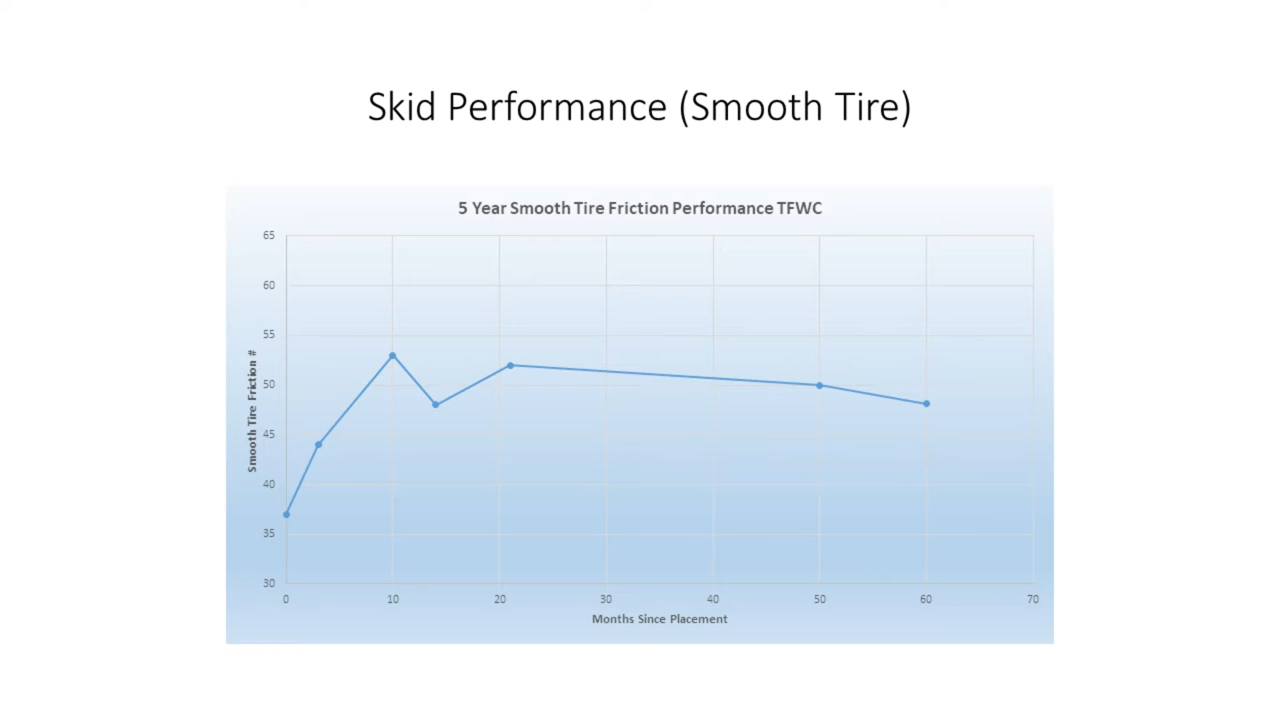 Skid Performance (Smooth Tire)
5 Year Smooth Tire Friction Performance TFWC
65
60
55
50
45
40
35
30
Smooth Tire Friction #
0 10 20 30 40 50 60 70
Months Since Placement